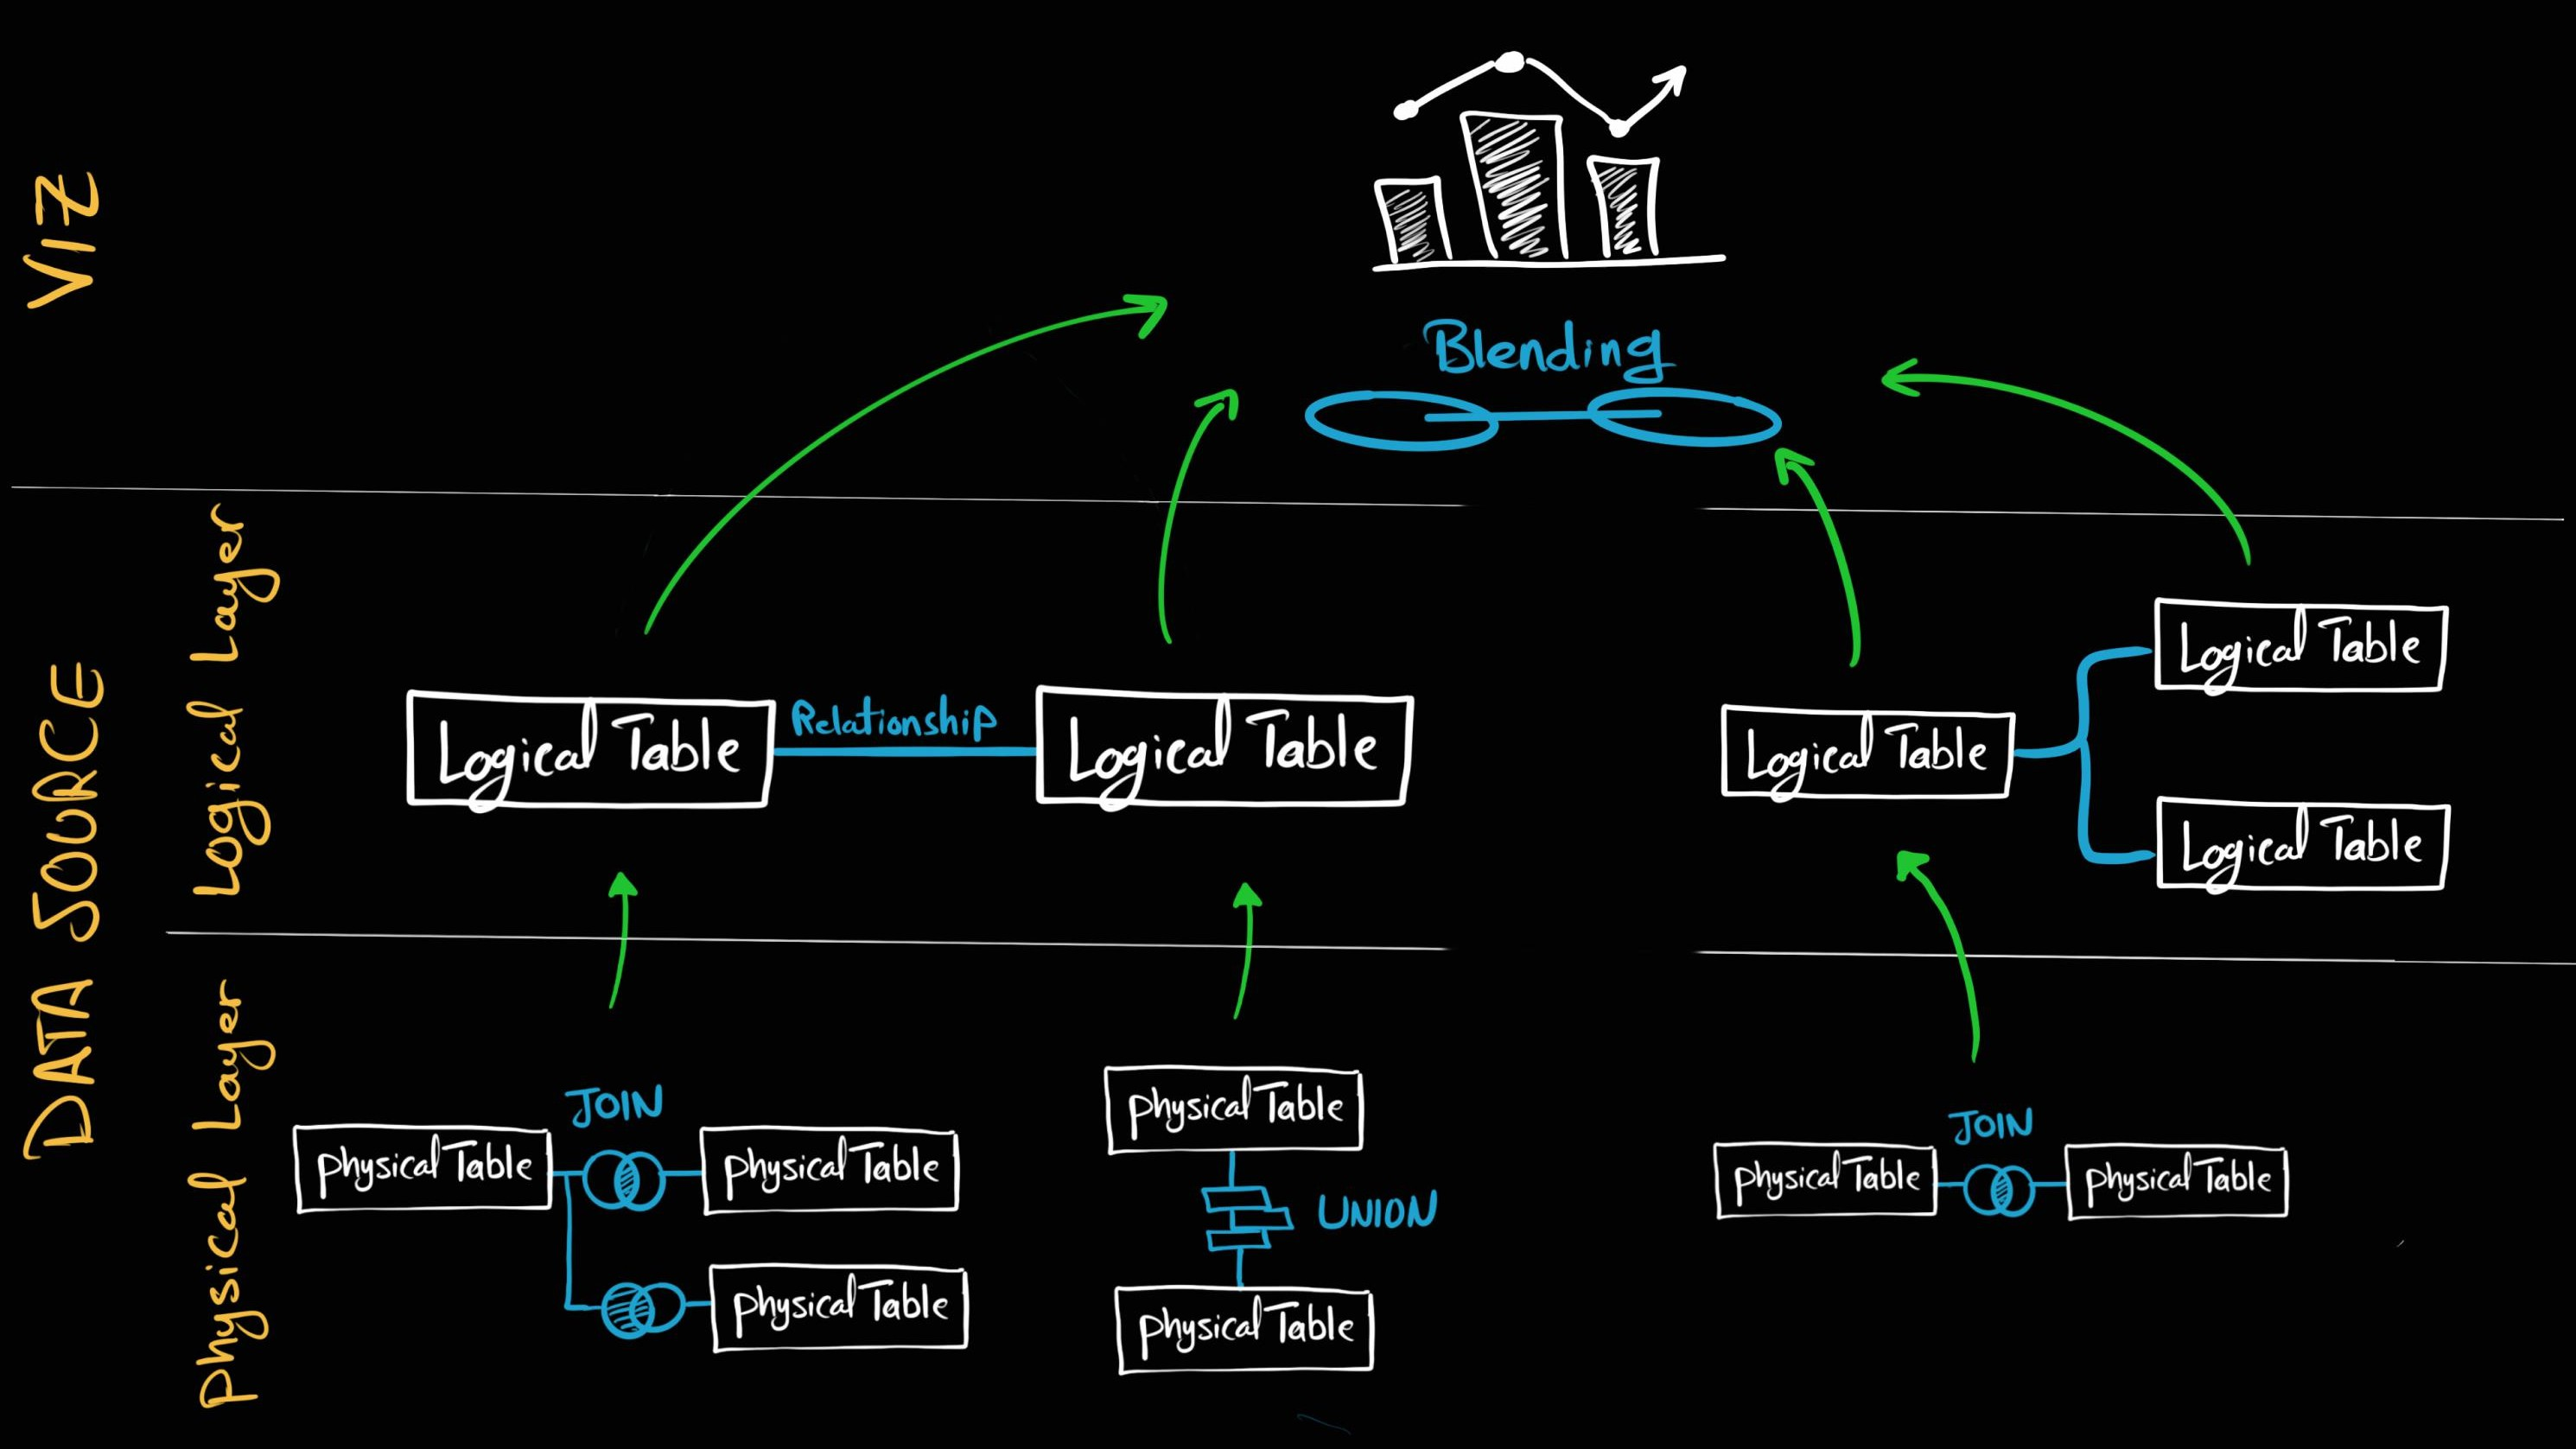 VIZ
Blending
DATA SOURCE
Logical Layer
Logical Table
Relationship
Logical Table
Logical Table
Logical Table
Logical Table
Physical Layer
JOIN
Physical Table
Physical Table
Physical Table
Physical Table
UNION
Physical Table
JOIN
Physical Table
Physical Table